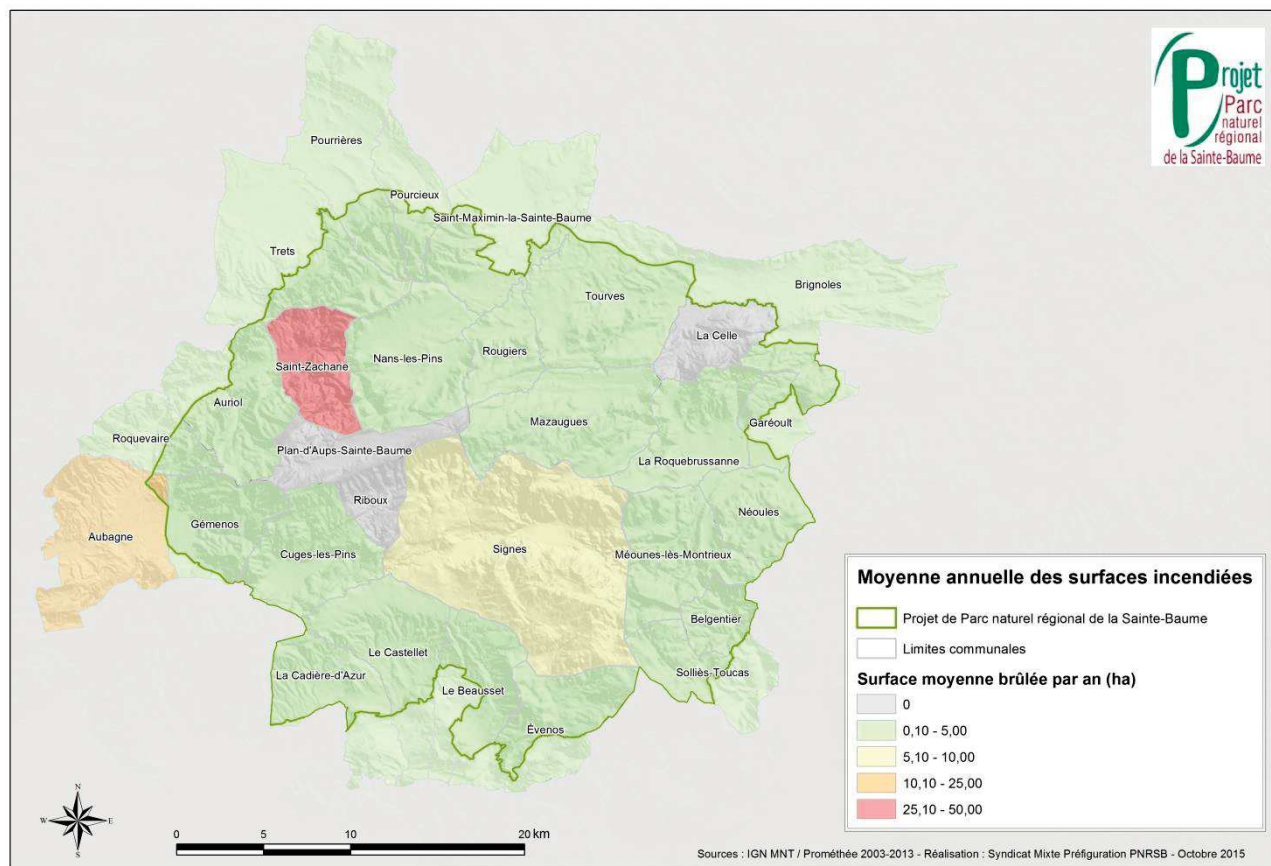 Projet
Parc
naturel
régional
de la Sainte-Baume
Pourrières
Pourcieux
Saint-Maximin-la-Sainte-Baume
Trets
Brignoles
Tourves
La Celle
Saint-Zacharie
Nans-les-Pins
Rougiers
Auriol
Mazaugues
Garéoult
Roquevaire
Plan-d'Aups-Sainte-Baume
La Roquebrussanne
Riboux
Néoules
Gémenos
Aubagne
Signes
Cuges-les-Pins
Méounes-lès-Montrieux
Belgentier
Le Castellet
La Cadière-d'Azur
Solliès-Toucas
Le Beausset
Évenos
Moyenne annuelle des surfaces incendiées
Projet de Parc naturel régional de la Sainte-Baume
Limites communales
Surface moyenne brûlée par an (ha)
0
0,10 - 5,00
5,10 - 10,00
10,10 - 25,00
25,10 - 50,00
N
W E
S
0 5 10 20 km
Sources : IGN MNT / Prométhée 2003-2013 - Réalisation : Syndicat Mixte Préfiguration PNRSB - Octobre 2015